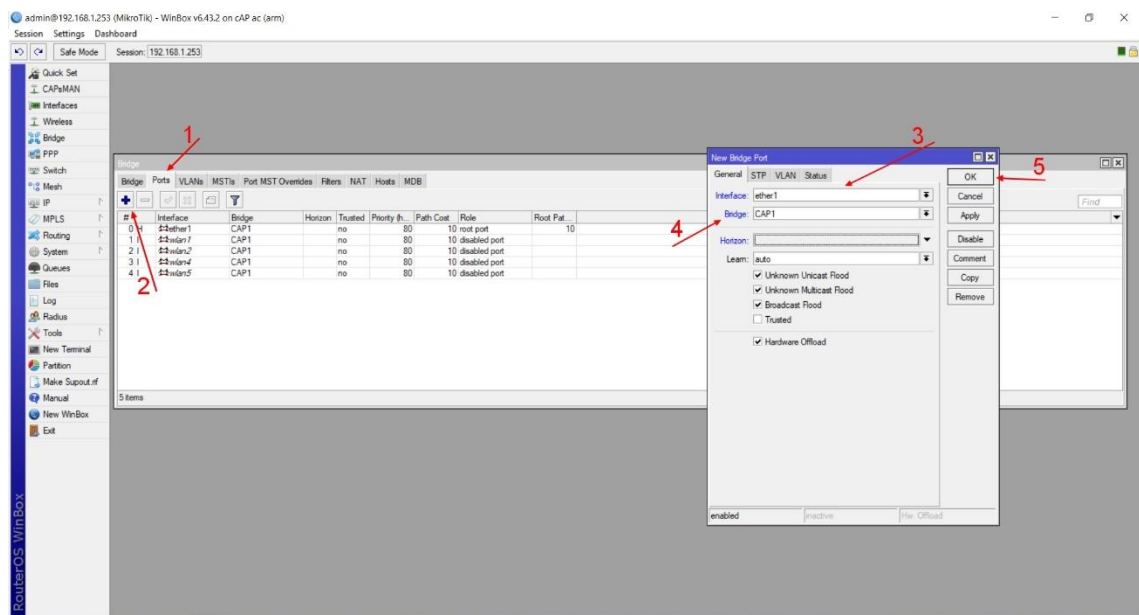 admin@192.168.1.253 (MikroTik) - WinBox v6.43.2 on cAP ac (arm)
Session Settings Dashboard
Safe Mode Session: 192.168.1.253
Quick Set
CAPsMAN
Interfaces
Wireless
Bridge
PPP
Switch
Mesh
IP
MPLS
Routing
System
Queues
Files
Log
Radius
Tools
New Terminal
Partition
Make Supout.rif
Manual
New WinBox
Exit
RouterOS WinBox
1
Bridge
Bridge Ports VLANs MSTIs Port MST Overrides Filters NAT Hosts MDB
Find
# Interface Bridge Horizon Trusted Priority (h... Path Cost Role Root Pat...
0 H ether1 CAP1 no 80 10 root port 10
1 I wlan1 CAP1 no 80 10 disabled port
2 I wlan2 CAP1 no 80 10 disabled port
3 I wlan4 CAP1 no 80 10 disabled port
4 I wlan5 CAP1 no 80 10 disabled port
2
5 items
3
New Bridge Port
General STP VLAN Status
5
Interface: ether1
4
Bridge: CAP1
Horizon:
Learn: auto
Unknown Unicast Flood
Unknown Multicast Flood
Broadcast Flood
Trusted
Hardware Offload
OK
Cancel
Apply
Disable
Comment
Copy
Remove
enabled inactive Hw. Offload